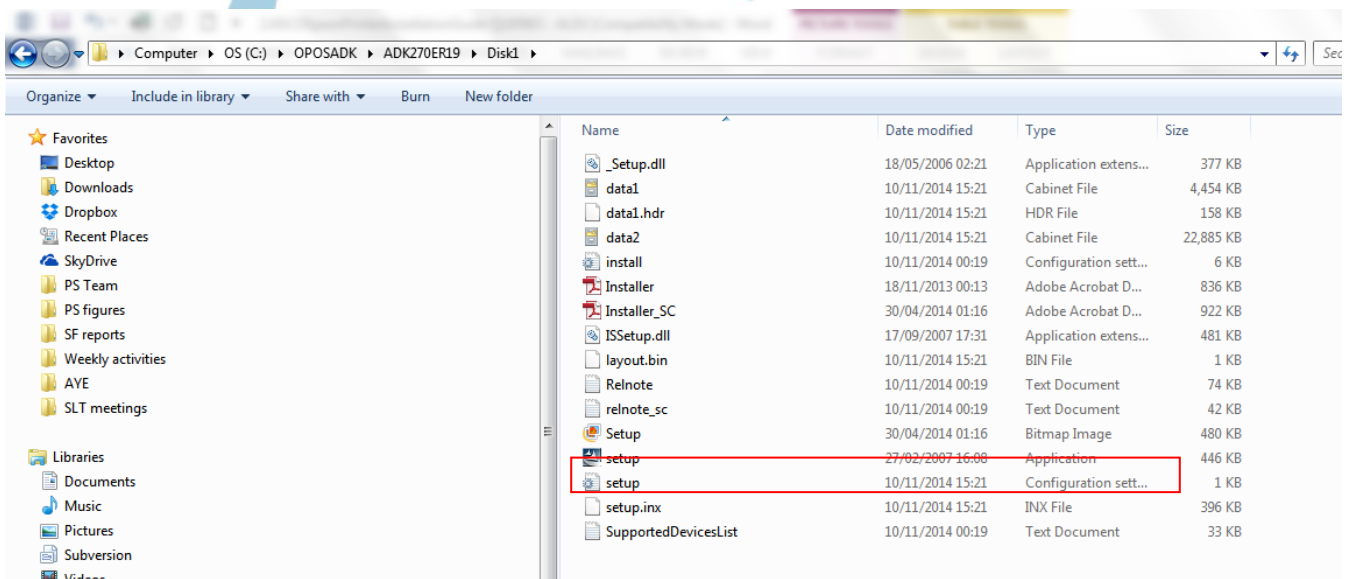 Computer ▸ OS (C:) ▸ OPOSADK ▸ ADK270ER19 ▸ Disk1 ▸
Organize Include in library Share with Burn New folder
Favorites
Desktop
Downloads
Dropbox
Recent Places
SkyDrive
PS Team
PS figures
SF reports
Weekly activities
AYE
SLT meetings
Libraries
Documents
Music
Pictures
Subversion
Videos
Name Date modified Type Size
_Setup.dll 18/05/2006 02:21 Application extens... 377 KB
data1 10/11/2014 15:21 Cabinet File 4,454 KB
data1.hdr 10/11/2014 15:21 HDR File 158 KB
data2 10/11/2014 15:21 Cabinet File 22,885 KB
install 10/11/2014 00:19 Configuration sett... 6 KB
Installer 18/11/2013 00:13 Adobe Acrobat D... 836 KB
Installer_SC 30/04/2014 01:16 Adobe Acrobat D... 922 KB
ISSetup.dll 17/09/2007 17:31 Application extens... 481 KB
layout.bin 10/11/2014 15:21 BIN File 1 KB
Relnote 10/11/2014 00:19 Text Document 74 KB
relnote_sc 10/11/2014 00:19 Text Document 42 KB
Setup 30/04/2014 01:16 Bitmap Image 480 KB
setup 27/02/2007 16:08 Application 446 KB
setup 10/11/2014 15:21 Configuration sett... 1 KB
setup.inx 10/11/2014 15:21 INX File 396 KB
SupportedDevicesList 10/11/2014 00:19 Text Document 33 KB